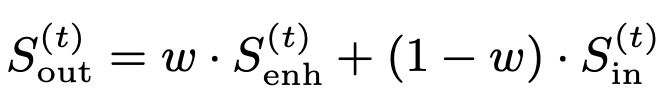 S_out^(t) = w · S_enh^(t) + (1 − w) · S_in^(t)